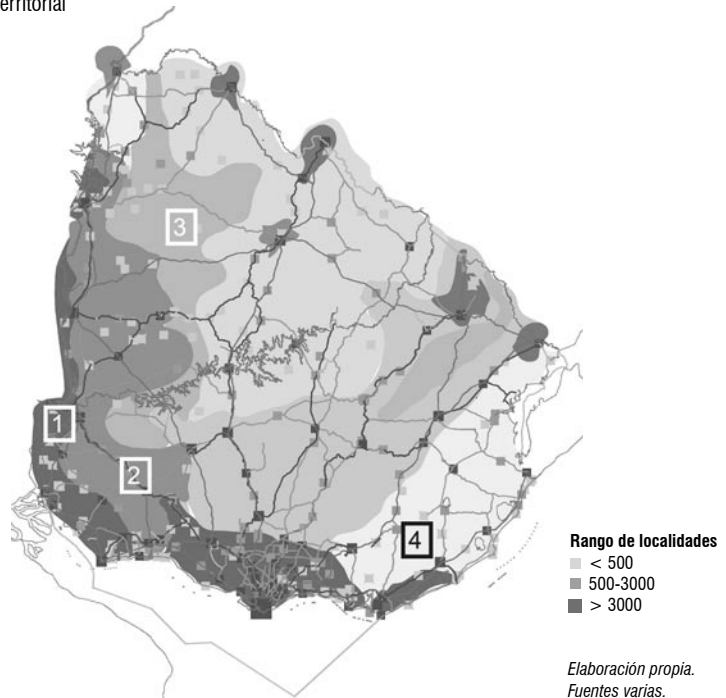 erritorial
3
1
2
4
Rango de localidades
< 500
500-3000
> 3000
Elaboración propia.
Fuentes varias.